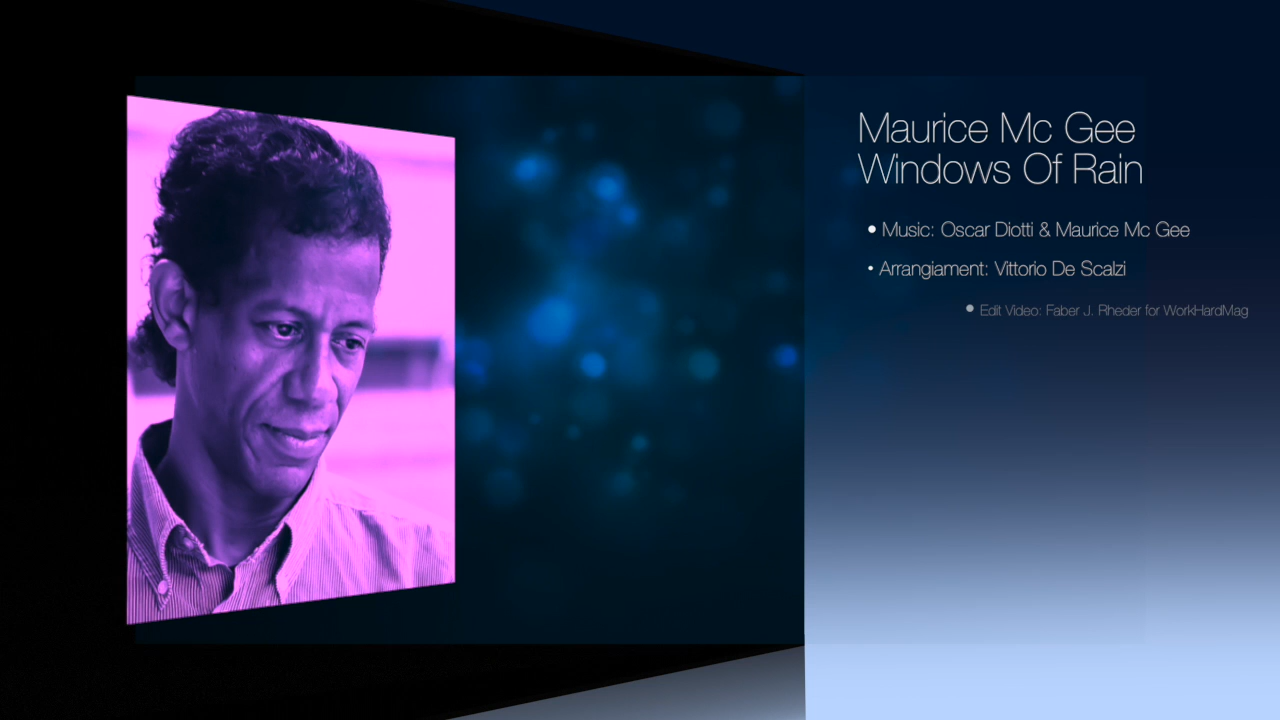 Maurice Mc Gee
Windows Of Rain
• Music: Oscar Diotti & Maurice Mc Gee
• Arrangiament: Vittorio De Scalzi
• Edit Video: Faber J. Rheder for WorkHardMag